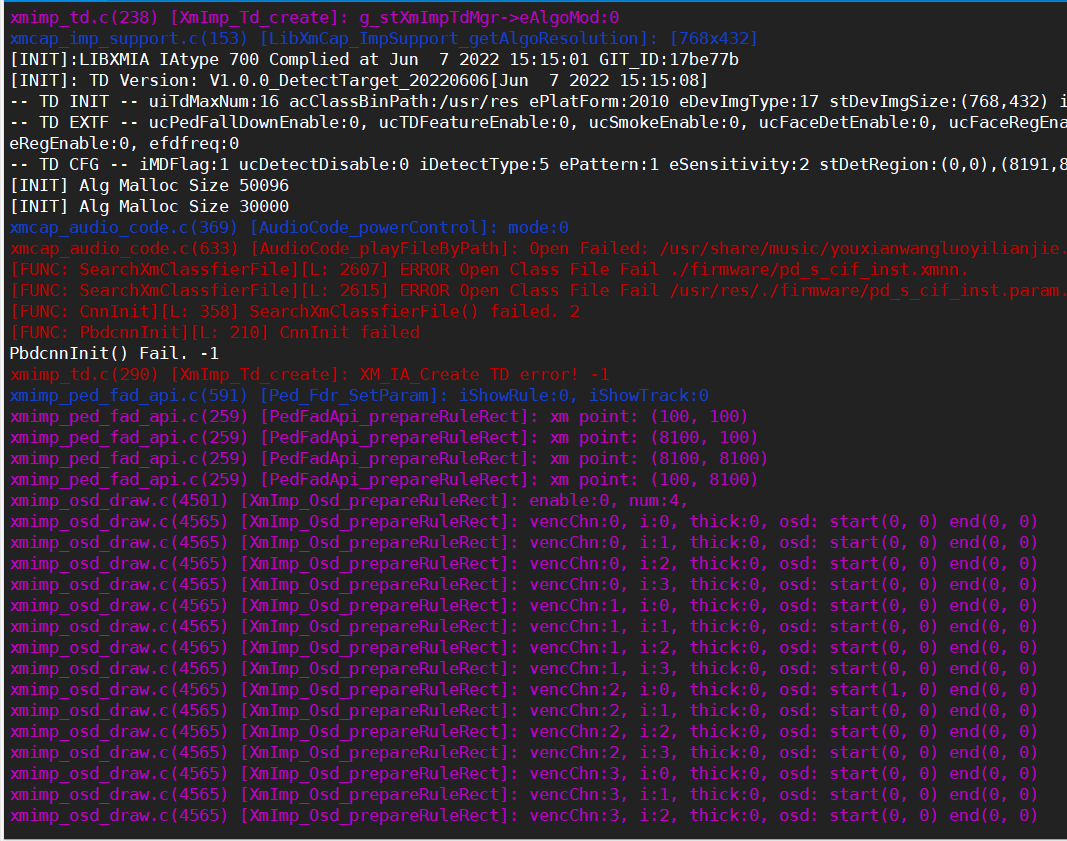 xmimp_td.c(238) [XmImp_Td_create]: g_stXmImpTdMgr->eAlgoMod:0
xmcap_imp_support.c(153) [LibXmCap_ImpSupport_getAlgoResolution]: [768x432]
[INIT]:LIBXMIA IAtype 700 Complied at Jun  7 2022 15:15:01 GIT_ID:17be77b
[INIT]: TD Version: V1.0.0_DetectTarget_20220606[Jun  7 2022 15:15:08]
-- TD INIT -- uiTdMaxNum:16 acClassBinPath:/usr/res ePlatForm:2010 eDevImgType:17 stDevImgSize:(768,432) i
-- TD EXTF -- ucPedFallDownEnable:0, ucTDFeatureEnable:0, ucSmokeEnable:0, ucFaceDetEnable:0, ucFaceRegEna
eRegEnable:0, efdfreq:0
-- TD CFG -- iMDFlag:1 ucDetectDisable:0 iDetectType:5 ePattern:1 eSensitivity:2 stDetRegion:(0,0),(8191,8
[INIT] Alg Malloc Size 50096
[INIT] Alg Malloc Size 30000
xmcap_audio_code.c(369) [AudioCode_powerControl]: mode:0
xmcap_audio_code.c(633) [AudioCode_playFileByPath]: Open Failed: /usr/share/music/youxianwangluoyilianjie.
[FUNC: SearchXmClassfierFile][L: 2607] ERROR Open Class File Fail ./firmware/pd_s_cif_inst.xmnn.
[FUNC: SearchXmClassfierFile][L: 2615] ERROR Open Class File Fail /usr/res/./firmware/pd_s_cif_inst.param.
[FUNC: CnnInit][L: 358] SearchXmClassfierFile() failed. 2
[FUNC: PbdcnnInit][L: 210] CnnInit failed
PbdcnnInit() Fail. -1
xmimp_td.c(290) [XmImp_Td_create]: XM_IA_Create TD error! -1
xmimp_ped_fad_api.c(591) [Ped_Fdr_SetParam]: iShowRule:0, iShowTrack:0
xmimp_ped_fad_api.c(259) [PedFadApi_prepareRuleRect]: xm point: (100, 100)
xmimp_ped_fad_api.c(259) [PedFadApi_prepareRuleRect]: xm point: (8100, 100)
xmimp_ped_fad_api.c(259) [PedFadApi_prepareRuleRect]: xm point: (8100, 8100)
xmimp_ped_fad_api.c(259) [PedFadApi_prepareRuleRect]: xm point: (100, 8100)
xmimp_osd_draw.c(4501) [XmImp_Osd_prepareRuleRect]: enable:0, num:4,
xmimp_osd_draw.c(4565) [XmImp_Osd_prepareRuleRect]: vencChn:0, i:0, thick:0, osd: start(0, 0) end(0, 0)
xmimp_osd_draw.c(4565) [XmImp_Osd_prepareRuleRect]: vencChn:0, i:1, thick:0, osd: start(0, 0) end(0, 0)
xmimp_osd_draw.c(4565) [XmImp_Osd_prepareRuleRect]: vencChn:0, i:2, thick:0, osd: start(0, 0) end(0, 0)
xmimp_osd_draw.c(4565) [XmImp_Osd_prepareRuleRect]: vencChn:0, i:3, thick:0, osd: start(0, 0) end(0, 0)
xmimp_osd_draw.c(4565) [XmImp_Osd_prepareRuleRect]: vencChn:1, i:0, thick:0, osd: start(0, 0) end(0, 0)
xmimp_osd_draw.c(4565) [XmImp_Osd_prepareRuleRect]: vencChn:1, i:1, thick:0, osd: start(0, 0) end(0, 0)
xmimp_osd_draw.c(4565) [XmImp_Osd_prepareRuleRect]: vencChn:1, i:2, thick:0, osd: start(0, 0) end(0, 0)
xmimp_osd_draw.c(4565) [XmImp_Osd_prepareRuleRect]: vencChn:1, i:3, thick:0, osd: start(0, 0) end(0, 0)
xmimp_osd_draw.c(4565) [XmImp_Osd_prepareRuleRect]: vencChn:2, i:0, thick:0, osd: start(1, 0) end(0, 0)
xmimp_osd_draw.c(4565) [XmImp_Osd_prepareRuleRect]: vencChn:2, i:1, thick:0, osd: start(0, 0) end(0, 0)
xmimp_osd_draw.c(4565) [XmImp_Osd_prepareRuleRect]: vencChn:2, i:2, thick:0, osd: start(0, 0) end(0, 0)
xmimp_osd_draw.c(4565) [XmImp_Osd_prepareRuleRect]: vencChn:2, i:3, thick:0, osd: start(0, 0) end(0, 0)
xmimp_osd_draw.c(4565) [XmImp_Osd_prepareRuleRect]: vencChn:3, i:0, thick:0, osd: start(0, 0) end(0, 0)
xmimp_osd_draw.c(4565) [XmImp_Osd_prepareRuleRect]: vencChn:3, i:1, thick:0, osd: start(0, 0) end(0, 0)
xmimp_osd_draw.c(4565) [XmImp_Osd_prepareRuleRect]: vencChn:3, i:2, thick:0, osd: start(0, 0) end(0, 0)